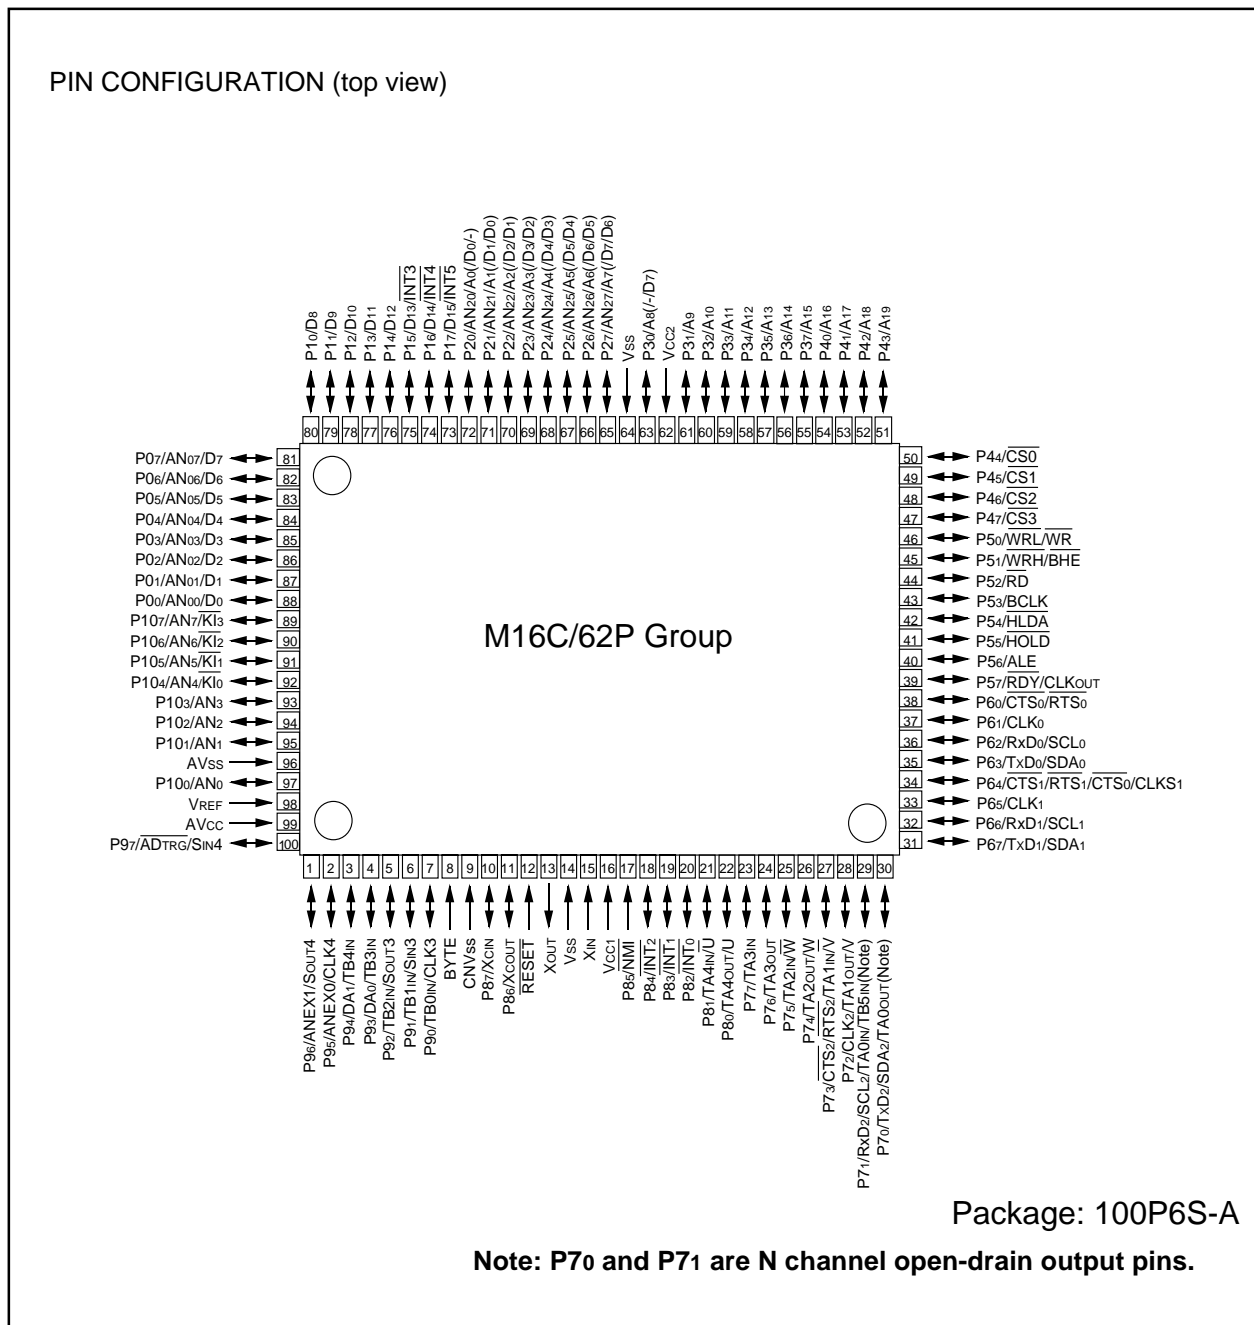 PIN CONFIGURATION (top view)
P10/D8
P11/D9
P12/D10
P13/D11
P14/D12
P15/D13/INT3
P16/D14/INT4
P17/D15/INT5
P20/AN20/A0(/D0/-)
P21/AN21/A1(/D1/D0)
P22/AN22/A2(/D2/D1)
P23/AN23/A3(/D3/D2)
P24/AN24/A4(/D4/D3)
P25/AN25/A5(/D5/D4)
P26/AN26/A6(/D6/D5)
P27/AN27/A7(/D7/D6)
Vss
P30/A8(/-/D7)
VCC2
P31/A9
P32/A10
P33/A11
P34/A12
P35/A13
P36/A14
P37/A15
P40/A16
P41/A17
P42/A18
P43/A19
80 79 78 77 76 75 74 73 72 71 70 69 68 67 66 65 64 63 62 61 60 59 58 57 56 55 54 53 52 51
P07/AN07/D7 81
P06/AN06/D6 82
P05/AN05/D5 83
P04/AN04/D4 84
P03/AN03/D3 85
P02/AN02/D2 86
P01/AN01/D1 87
P00/AN00/D0 88
P107/AN7/KI3 89
P106/AN6/KI2 90
P105/AN5/KI1 91
P104/AN4/KI0 92
P103/AN3 93
P102/AN2 94
P101/AN1 95
AVss 96
P100/AN0 97
VREF 98
AVcc 99
P97/ADTRG/SIN4 100
M16C/62P Group
50 P44/CS0
49 P45/CS1
48 P46/CS2
47 P47/CS3
46 P50/WRL/WR
45 P51/WRH/BHE
44 P52/RD
43 P53/BCLK
42 P54/HLDA
41 P55/HOLD
40 P56/ALE
39 P57/RDY/CLKOUT
38 P60/CTS0/RTS0
37 P61/CLK0
36 P62/RxD0/SCL0
35 P63/TxD0/SDA0
34 P64/CTS1/RTS1/CTS0/CLKS1
33 P65/CLK1
32 P66/RxD1/SCL1
31 P67/TxD1/SDA1
1 2 3 4 5 6 7 8 9 10 11 12 13 14 15 16 17 18 19 20 21 22 23 24 25 26 27 28 29 30
P96/ANEX1/SOUT4
P95/ANEX0/CLK4
P94/DA1/TB4IN
P93/DA0/TB3IN
P92/TB2IN/SOUT3
P91/TB1IN/SIN3
P90/TB0IN/CLK3
BYTE
CNVss
P87/XCIN
P86/XCOUT
RESET
XOUT
Vss
XIN
VCC1
P85/NMI
P84/INT2
P83/INT1
P82/INT0
P81/TA4IN/U
P80/TA4OUT/U
P77/TA3IN
P76/TA3OUT
P75/TA2IN/W
P74/TA2OUT/W
P73/CTS2/RTS2/TA1IN/V
P72/CLK2/TA1OUT/V
P71/RxD2/SCL2/TA0IN/TB5IN(Note)
P70/TxD2/SDA2/TA0OUT(Note)
Package: 100P6S-A
Note: P70 and P71 are N channel open-drain output pins.